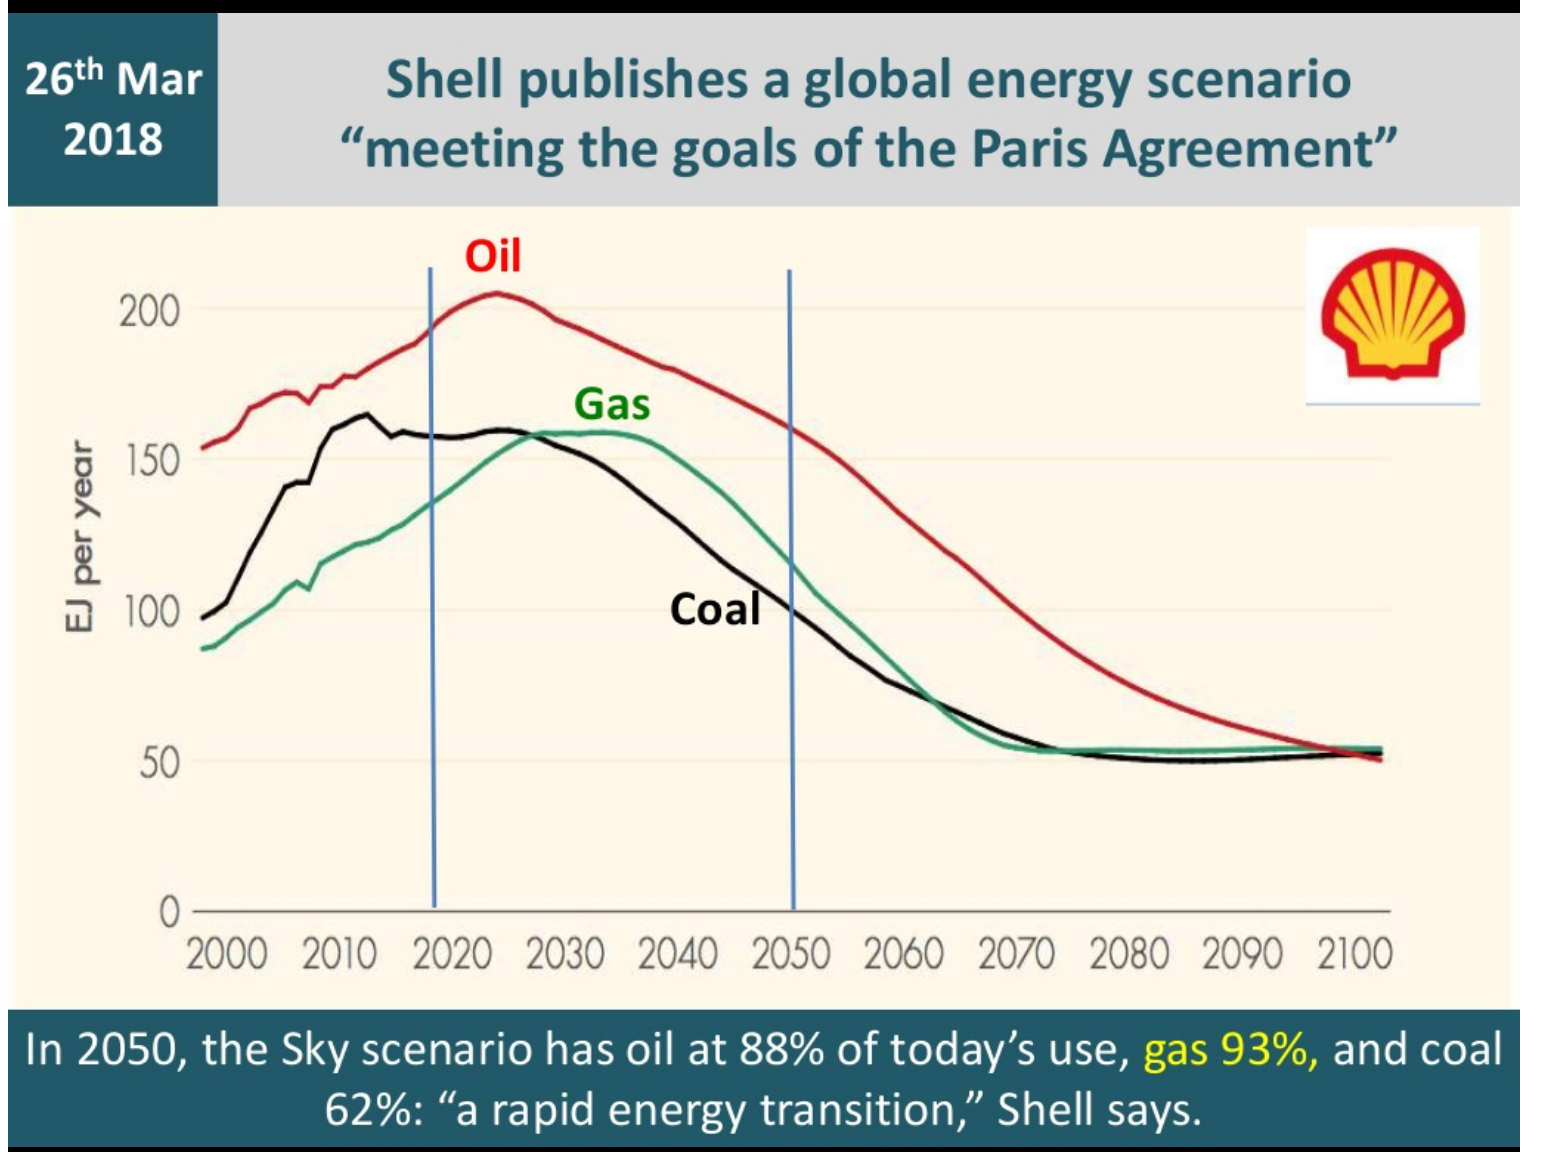 26th Mar
2018
Shell publishes a global energy scenario
“meeting the goals of the Paris Agreement”
Oil
Gas
Coal
EJ per year
200
150
100
50
0
2000 2010 2020 2030 2040 2050 2060 2070 2080 2090 2100
In 2050, the Sky scenario has oil at 88% of today’s use, gas 93%, and coal
62%: “a rapid energy transition,” Shell says.